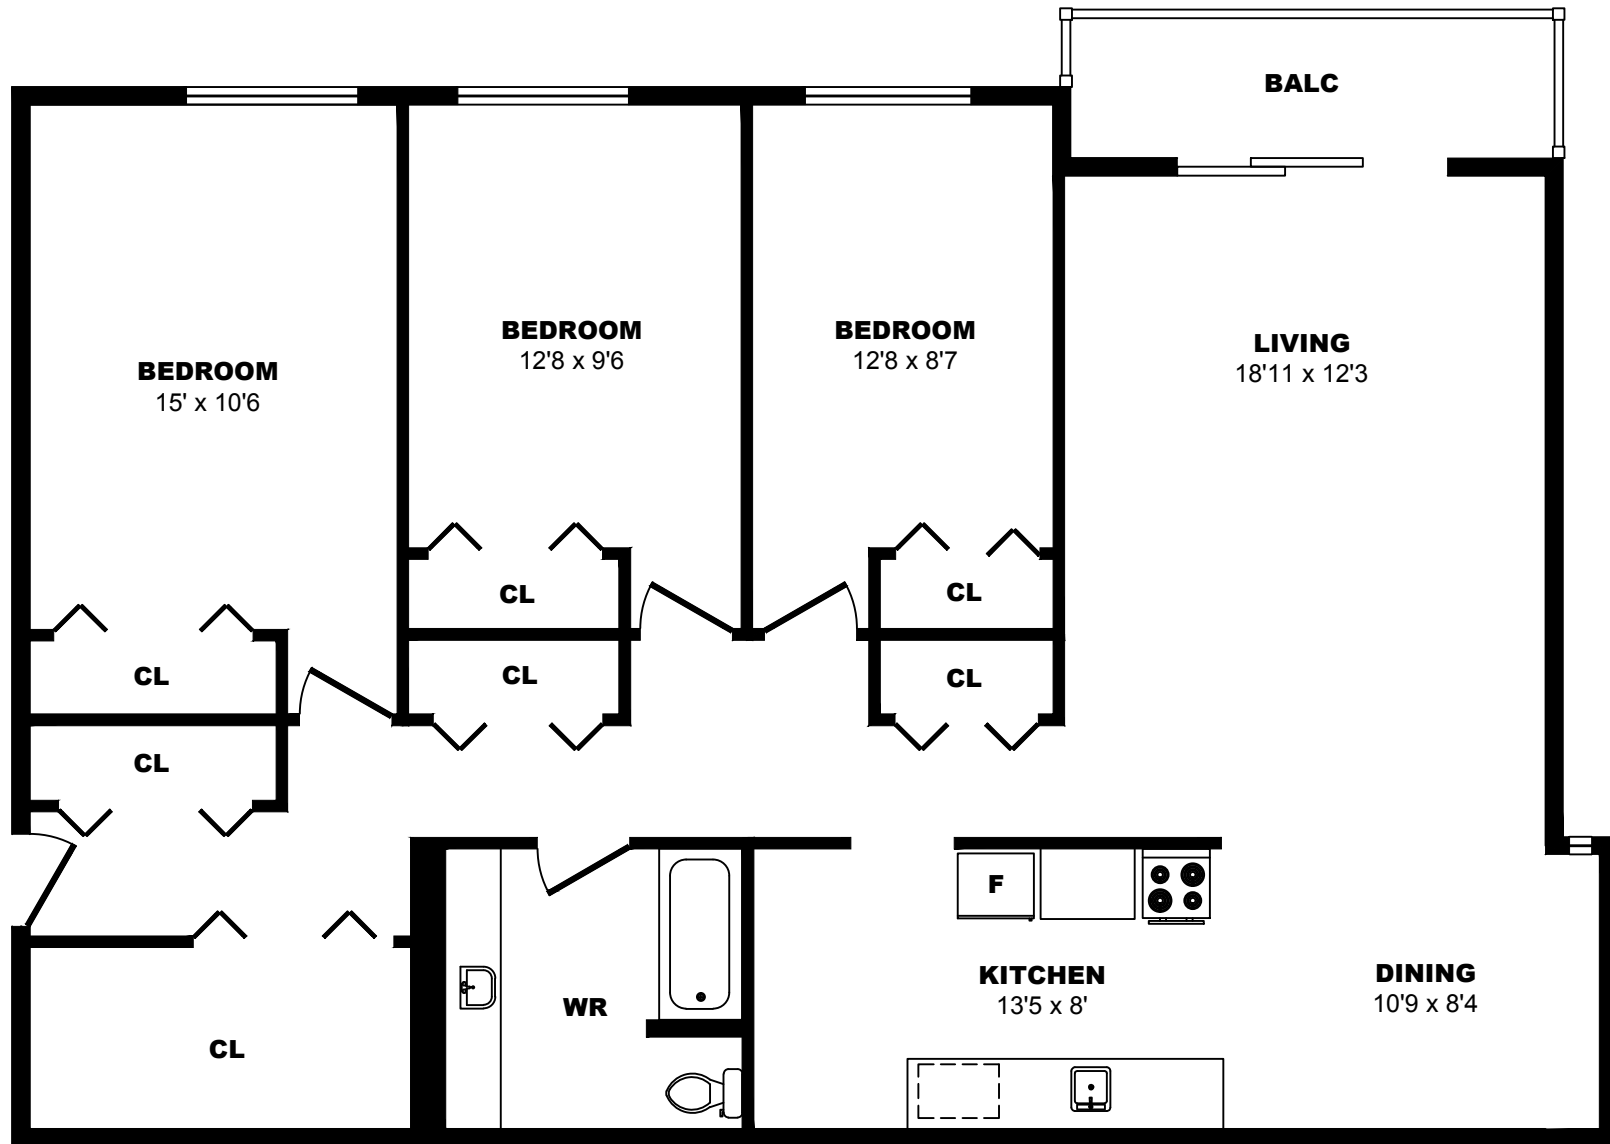 BALC
BEDROOM
12'8 x 9'6
BEDROOM
12'8 x 8'7
LIVING
18'11 x 12'3
BEDROOM
15' x 10'6
CL
CL
CL
CL
CL
CL
F
KITCHEN
13'5 x 8'
DINING
10'9 x 8'4
WR
CL